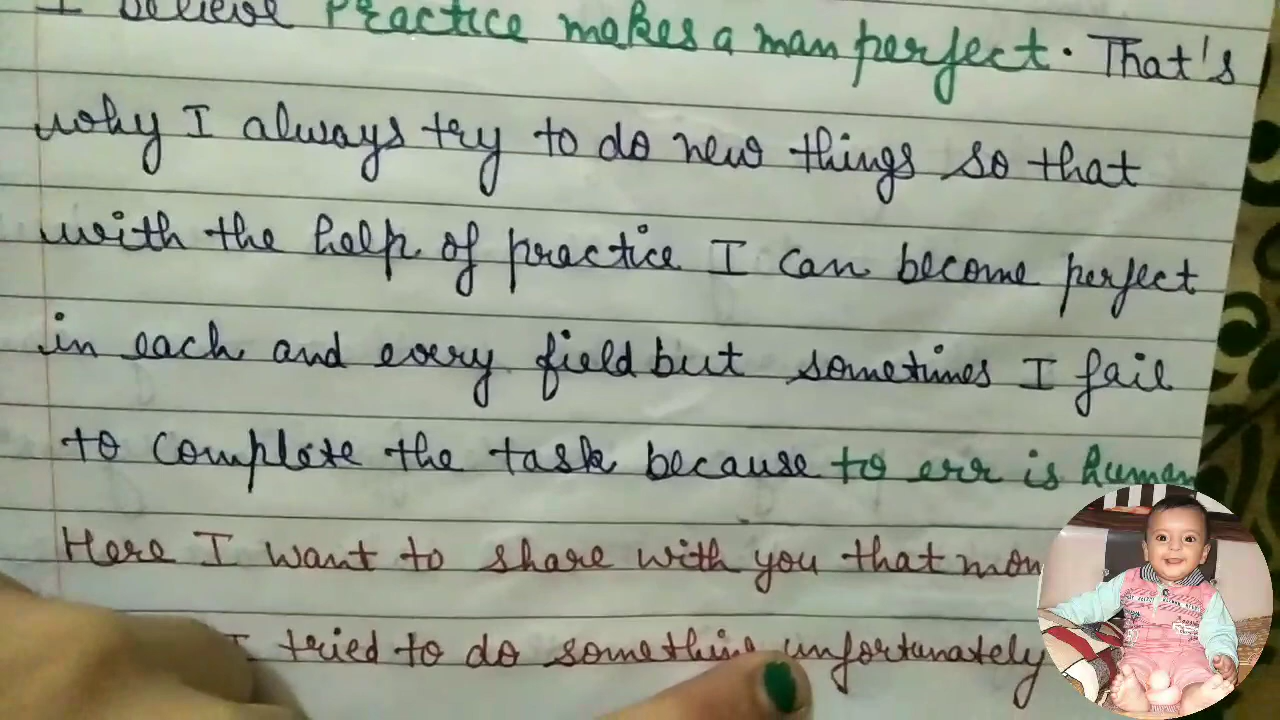 I believe Practice makes a man perfect. That's
why I always try to do new things so that
with the help of practice I can become perfect
in each and every field but sometimes I fail
to complete the task because to err is human
Here I want to share with you that
I tried to do something unfortunately